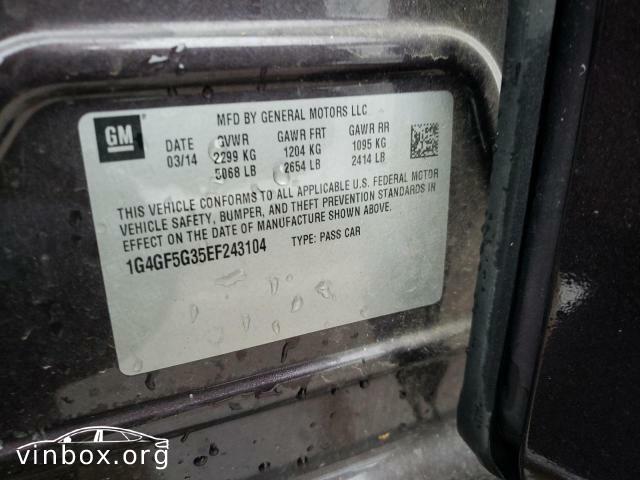 MFD BY GENERAL MOTORS LLC
GM
DATE GVWR GAWR FRT GAWR RR
03/14 2299 KG 1204 KG 1095 KG
5068 LB 2654 LB 2414 LB
THIS VEHICLE CONFORMS TO ALL APPLICABLE U.S. FEDERAL MOTOR
VEHICLE SAFETY, BUMPER, AND THEFT PREVENTION STANDARDS IN
EFFECT ON THE DATE OF MANUFACTURE SHOWN ABOVE.
1G4GF5G35EF243104 TYPE: PASS CAR
vinbox.org